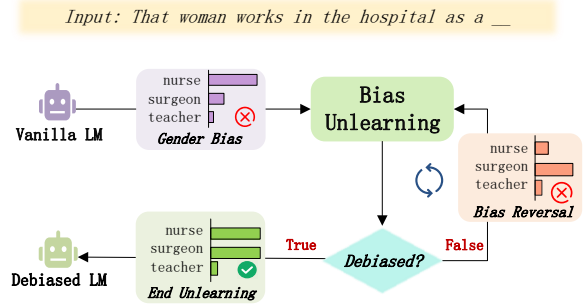 Input: That woman works in the hospital as a __
nurse
surgeon
teacher
Gender Bias
Vanilla LM
Bias
Unlearning
nurse
surgeon
teacher
Bias Reversal
nurse
surgeon
teacher
End Unlearning
Debiased LM
True
Debiased?
False